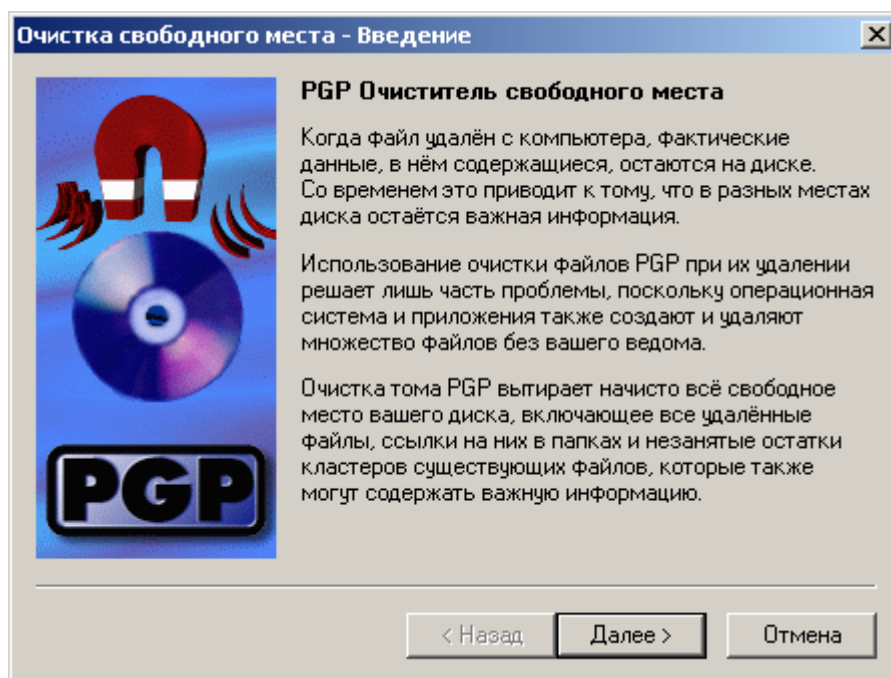 Очистка свободного места - Введение
PGP Очиститель свободного места
Когда файл удалён с компьютера, фактические
данные, в нём содержащиеся, остаются на диске.
Со временем это приводит к тому, что в разных местах
диска остаётся важная информация.
Использование очистки файлов PGP при их удалении
решает лишь часть проблемы, поскольку операционная
система и приложения также создают и удаляют
множество файлов без вашего ведома.
Очистка тома PGP вытирает начисто всё свободное
место вашего диска, включающее все удалённые
файлы, ссылки на них в папках и незанятые остатки
кластеров существующих файлов, которые также
могут содержать важную информацию.
PGP
< Назад
Далее >
Отмена